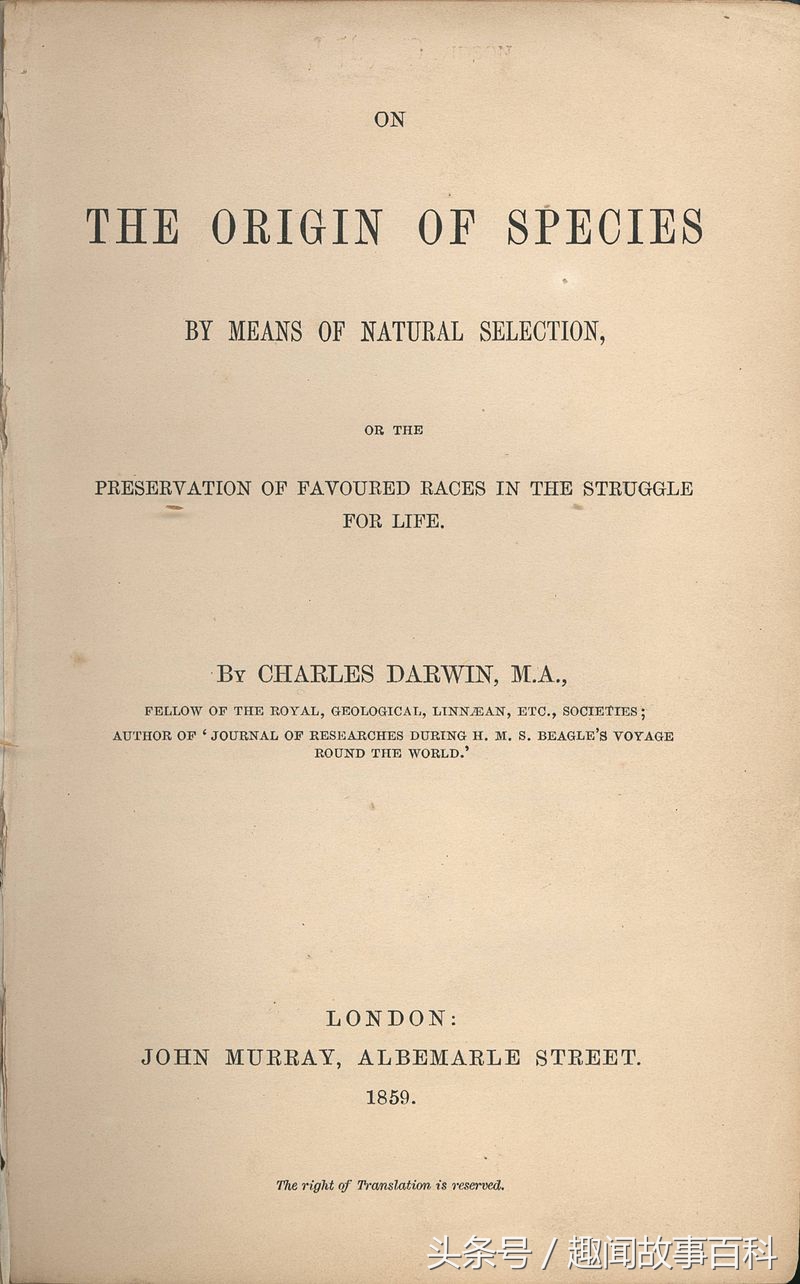 ON
THE ORIGIN OF SPECIES
BY MEANS OF NATURAL SELECTION,
OR THE
PRESERVATION OF FAVOURED RACES IN THE STRUGGLE
FOR LIFE.
BY CHARLES DARWIN, M.A.,
FELLOW OF THE ROYAL, GEOLOGICAL, LINNÆAN, ETC., SOCIETIES;
AUTHOR OF ‘JOURNAL OF RESEARCHES DURING H. M. S. BEAGLE’S VOYAGE
ROUND THE WORLD.’
LONDON:
JOHN MURRAY, ALBEMARLE STREET.
1859.
The right of Translation is reserved.
头条号 / 趣闻故事百科